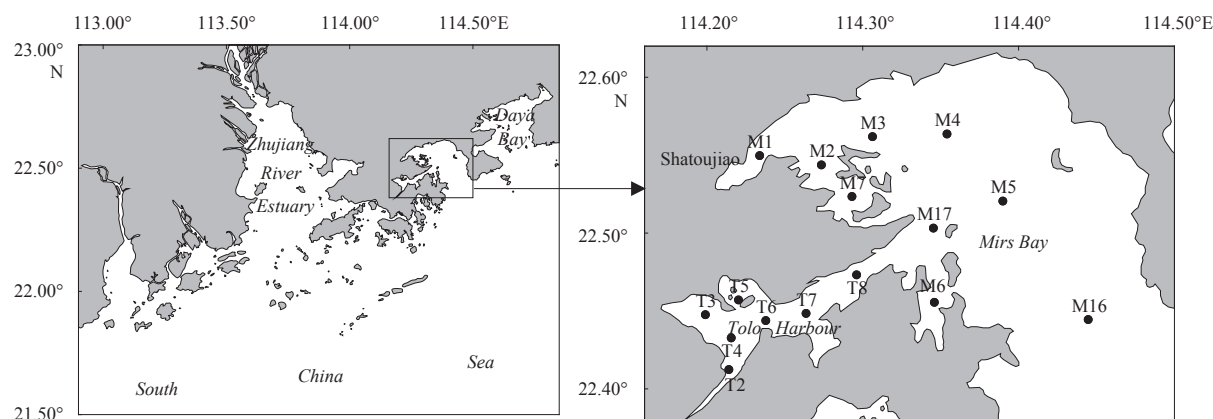 113.00° 113.50° 114.00° 114.50°
23.00°
N
22.50°
22.00°
21.50°
Daya
Bay
Zhujiang
River
Estuary
South China Sea
114.20° 114.30° 114.40° 114.50°E
22.60°
N
22.50°
22.40°
M3 M4
M1
Shatoujiao
M2
M7
M5
M17
Mirs Bay
T8
T5
M6
T3
T6
T7
M16
Tolo Harbour
T4
T2